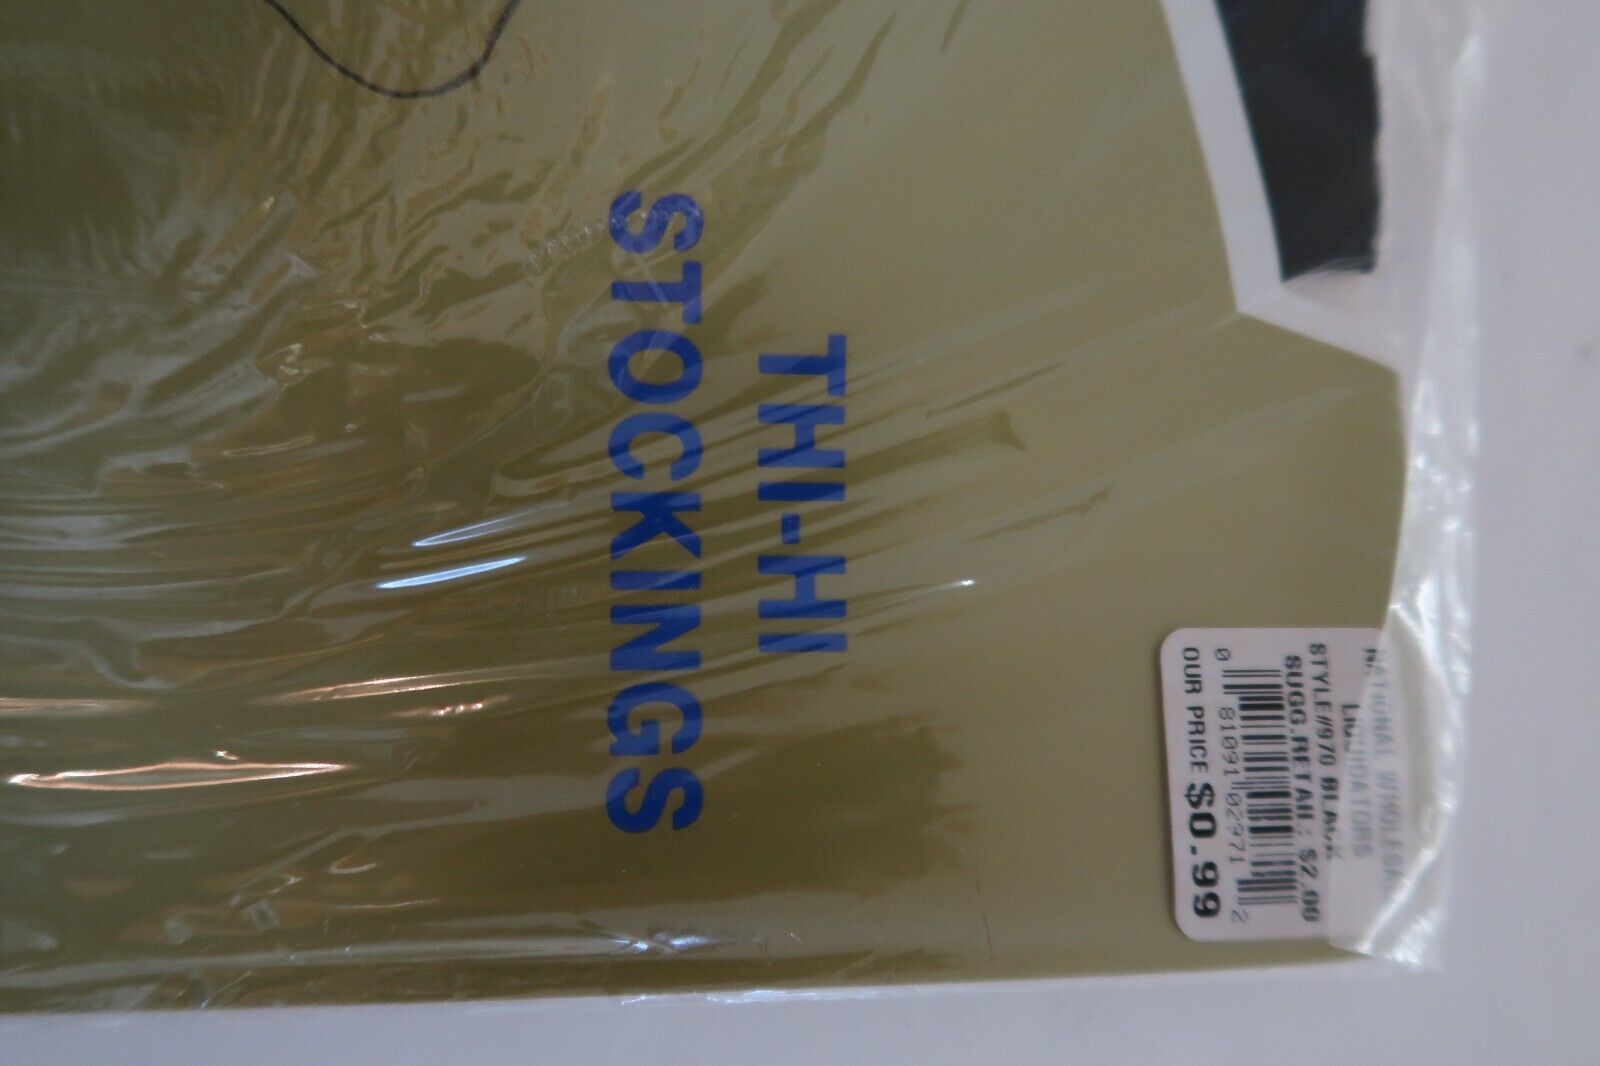 THI-HI
STOCKINGS
NATIONAL WHOLESALE
LIQUIDATORS
STYLE#970 BLACK
SUGG.RETAIL: $2.00
0 81091 02971 2
OUR PRICE $0.99